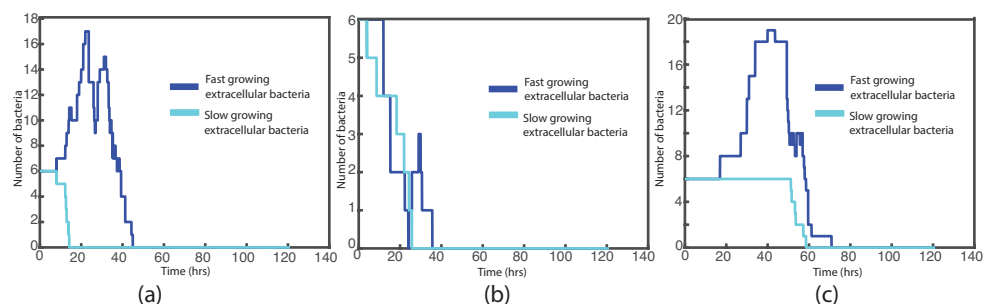 18
16
14
12
10
8
6
4
2
0
Number of bacteria
0 20 40 60 80 100 120 140
Time (hrs)
Fast growing
extracellular bacteria
Slow growing
extracellular bacteria
(a)
6
5
4
3
2
1
0
Number of bacteria
0 20 40 60 80 100 120 140
Time (hrs)
Fast growing
extracellular bacteria
Slow growing
extracellular bacteria
(b)
20
16
12
8
4
0
Number of bacteria
0 20 40 60 80 100 120 140
Time (hrs)
Fast growing
extracellular bacteria
Slow growing
extracellular bacteria
(c)